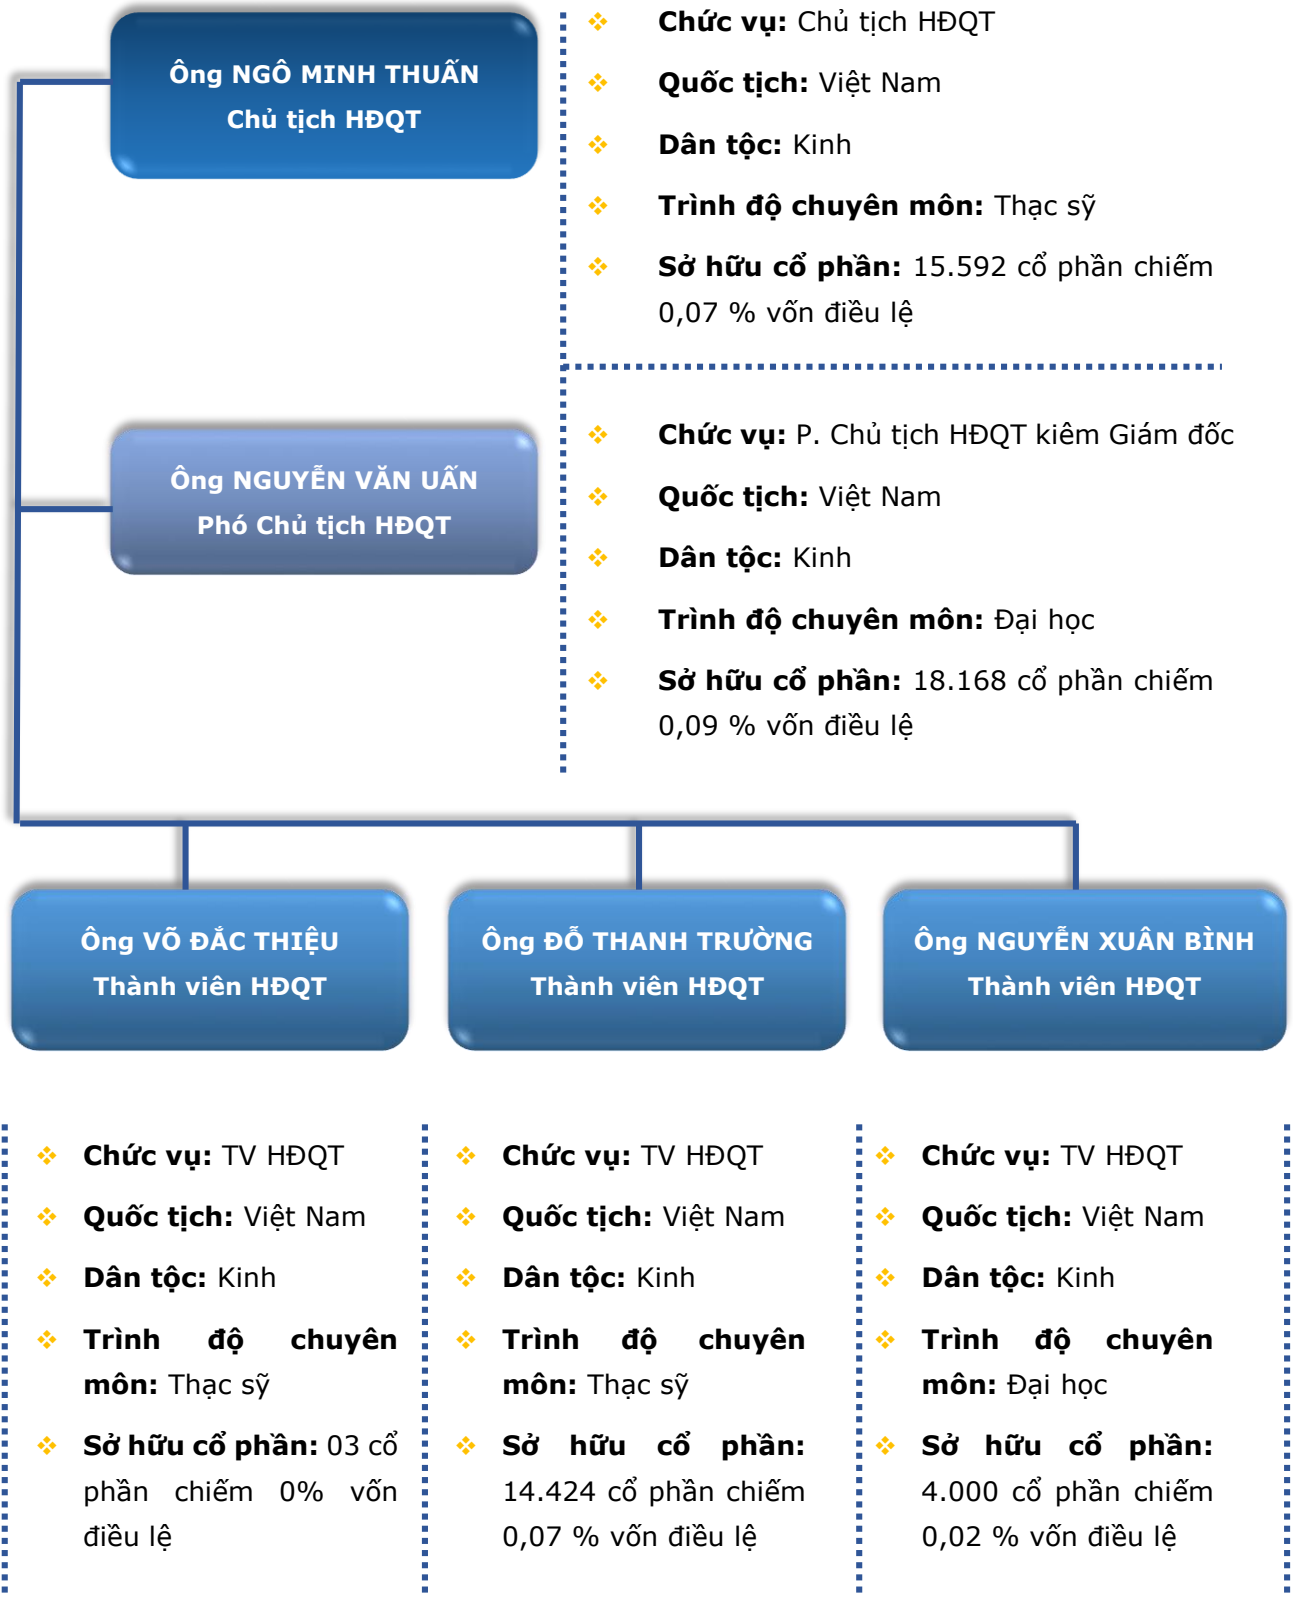 Ông NGÔ MINH THUẤN
Chủ tịch HĐQT
Chức vụ: Chủ tịch HĐQT
Quốc tịch: Việt Nam
Dân tộc: Kinh
Trình độ chuyên môn: Thạc sỹ
Sở hữu cổ phần: 15.592 cổ phần chiếm
0,07 % vốn điều lệ
Ông NGUYỄN VĂN UẤN
Phó Chủ tịch HĐQT
Chức vụ: P. Chủ tịch HĐQT kiêm Giám đốc
Quốc tịch: Việt Nam
Dân tộc: Kinh
Trình độ chuyên môn: Đại học
Sở hữu cổ phần: 18.168 cổ phần chiếm
0,09 % vốn điều lệ
Ông VÕ ĐẮC THIỆU
Thành viên HĐQT
Ông ĐỖ THANH TRƯỜNG
Thành viên HĐQT
Ông NGUYỄN XUÂN BÌNH
Thành viên HĐQT
Chức vụ: TV HĐQT
Quốc tịch: Việt Nam
Dân tộc: Kinh
Trình độ chuyên
môn: Thạc sỹ
Sở hữu cổ phần: 03 cổ
phần chiếm 0% vốn
điều lệ
Chức vụ: TV HĐQT
Quốc tịch: Việt Nam
Dân tộc: Kinh
Trình độ chuyên
môn: Thạc sỹ
Sở hữu cổ phần:
14.424 cổ phần chiếm
0,07 % vốn điều lệ
Chức vụ: TV HĐQT
Quốc tịch: Việt Nam
Dân tộc: Kinh
Trình độ chuyên
môn: Đại học
Sở hữu cổ phần:
4.000 cổ phần chiếm
0,02 % vốn điều lệ